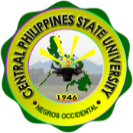 CENTRAL PHILIPPINES STATE UNIVERSITY
1946
• NEGROS OCCIDENTAL •